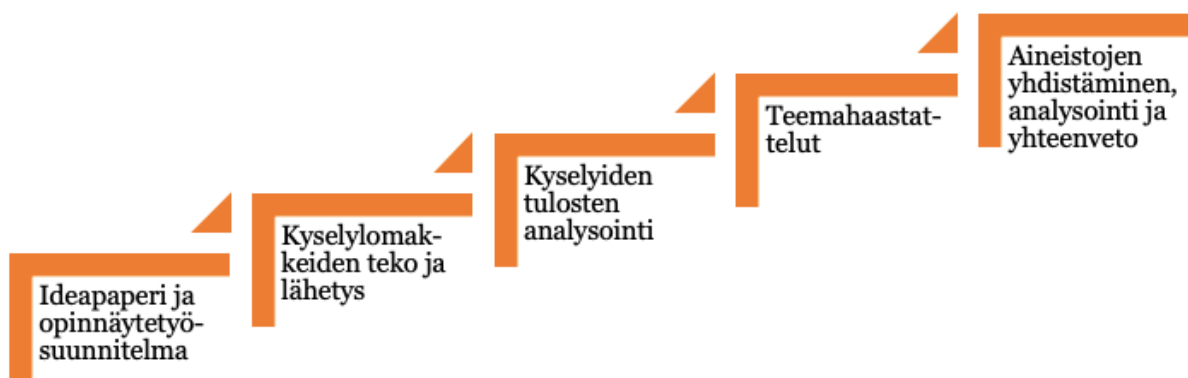 Ideapaperi ja
opinnäytetyö-
suunnitelma
Kyselylomak-
keiden teko ja
lähetys
Kyselyiden
tulosten
analysointi
Teemahaastat-
telut
Aineistojen
yhdistäminen,
analysointi ja
yhteenveto